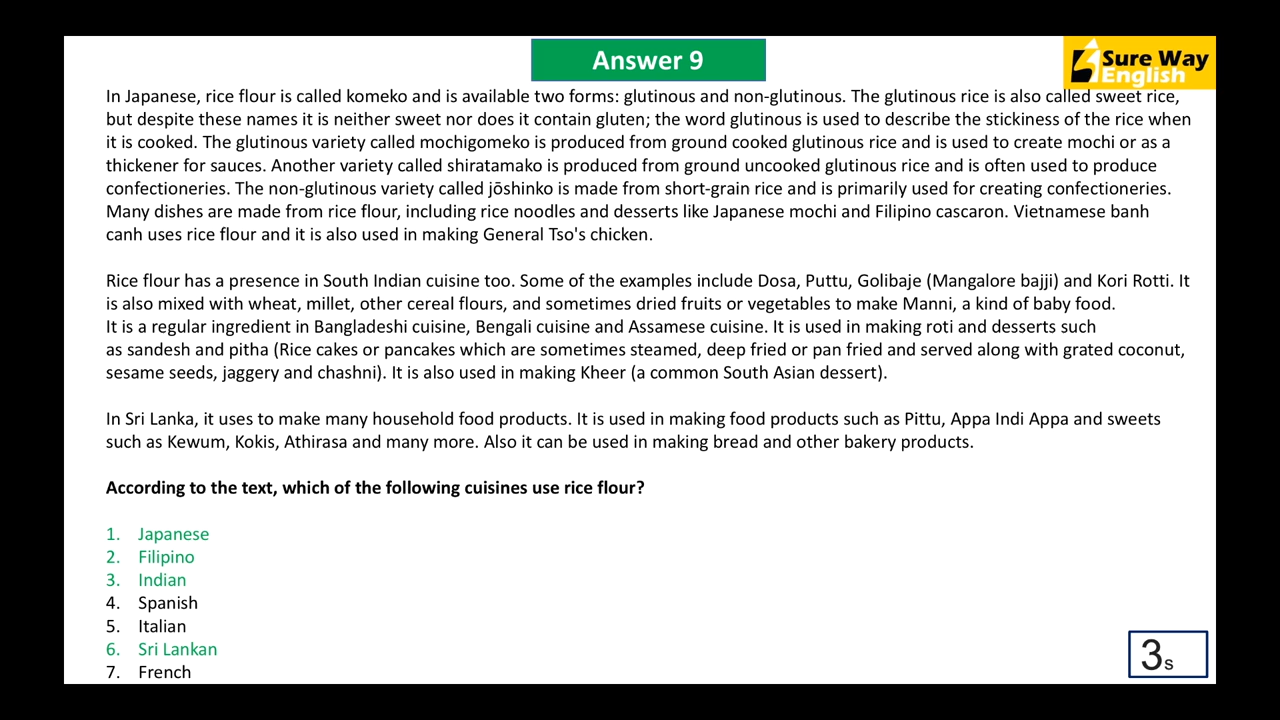 Answer 9
Sure Way
English
In Japanese, rice flour is called komeko and is available two forms: glutinous and non-glutinous. The glutinous rice is also called sweet rice,
but despite these names it is neither sweet nor does it contain gluten; the word glutinous is used to describe the stickiness of the rice when
it is cooked. The glutinous variety called mochigomeko is produced from ground cooked glutinous rice and is used to create mochi or as a
thickener for sauces. Another variety called shiratamako is produced from ground uncooked glutinous rice and is often used to produce
confectioneries. The non-glutinous variety called jōshinko is made from short-grain rice and is primarily used for creating confectioneries.
Many dishes are made from rice flour, including rice noodles and desserts like Japanese mochi and Filipino cascaron. Vietnamese banh
canh uses rice flour and it is also used in making General Tso's chicken.
Rice flour has a presence in South Indian cuisine too. Some of the examples include Dosa, Puttu, Golibaje (Mangalore bajji) and Kori Rotti. It
is also mixed with wheat, millet, other cereal flours, and sometimes dried fruits or vegetables to make Manni, a kind of baby food.
It is a regular ingredient in Bangladeshi cuisine, Bengali cuisine and Assamese cuisine. It is used in making roti and desserts such
as sandesh and pitha (Rice cakes or pancakes which are sometimes steamed, deep fried or pan fried and served along with grated coconut,
sesame seeds, jaggery and chashni). It is also used in making Kheer (a common South Asian dessert).
In Sri Lanka, it uses to make many household food products. It is used in making food products such as Pittu, Appa Indi Appa and sweets
such as Kewum, Kokis, Athirasa and many more. Also it can be used in making bread and other bakery products.
According to the text, which of the following cuisines use rice flour?
1. Japanese
2. Filipino
3. Indian
4. Spanish
5. Italian
6. Sri Lankan
7. French
3s